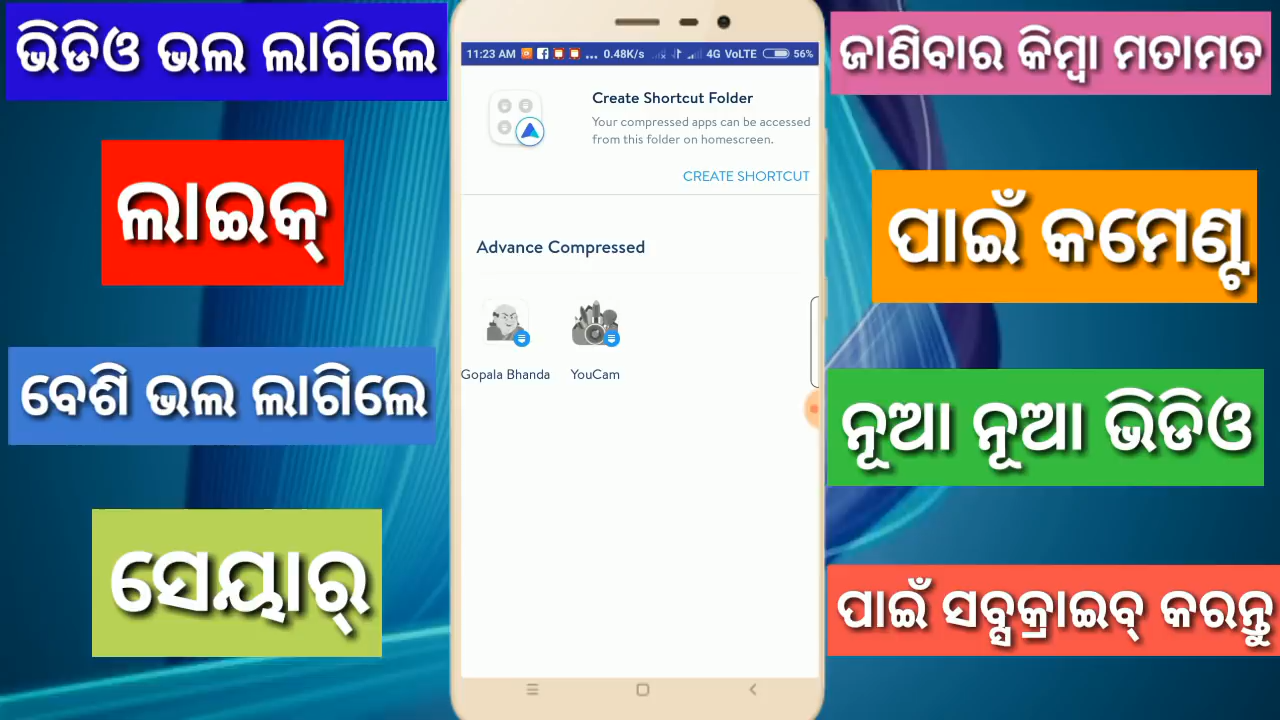 ଭିଡିଓ ଭଲ ଲାଗିଲେ
ଲାଇକ୍
ବେଶି ଭଲ ଲାଗିଲେ
ସେୟାର୍
11:23 AM ... 0.48K/s 4G VoLTE 56%
Create Shortcut Folder
Your compressed apps can be accessed
from this folder on homescreen.
CREATE SHORTCUT
Advance Compressed
Gopala Bhanda YouCam
ଜାଣିବାର କିମ୍ବା ମତାମତ
ପାଇଁ କମେଣ୍ଟ
ନୂଆ ନୂଆ ଭିଡିଓ
ପାଇଁ ସବ୍ସକ୍ରାଇବ୍ କରନ୍ତୁ